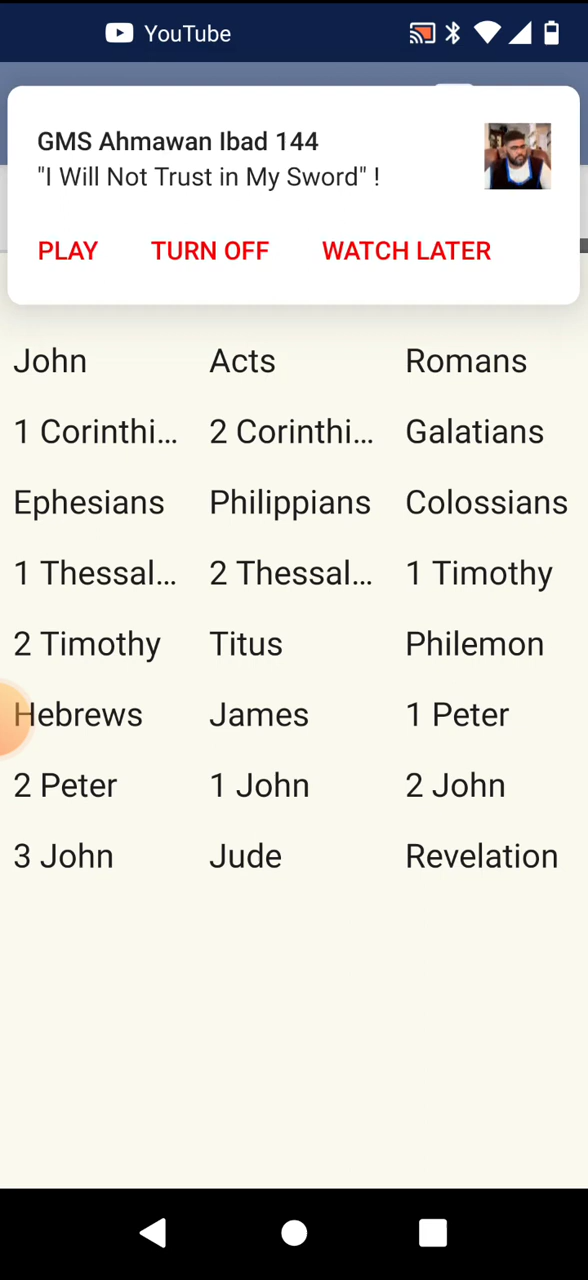 YouTube
GMS Ahmawan Ibad 144
"I Will Not Trust in My Sword" !
PLAY TURN OFF WATCH LATER
John Acts Romans
1 Corinthi... 2 Corinthi... Galatians
Ephesians Philippians Colossians
1 Thessal... 2 Thessal... 1 Timothy
2 Timothy Titus Philemon
Hebrews James 1 Peter
2 Peter 1 John 2 John
3 John Jude Revelation